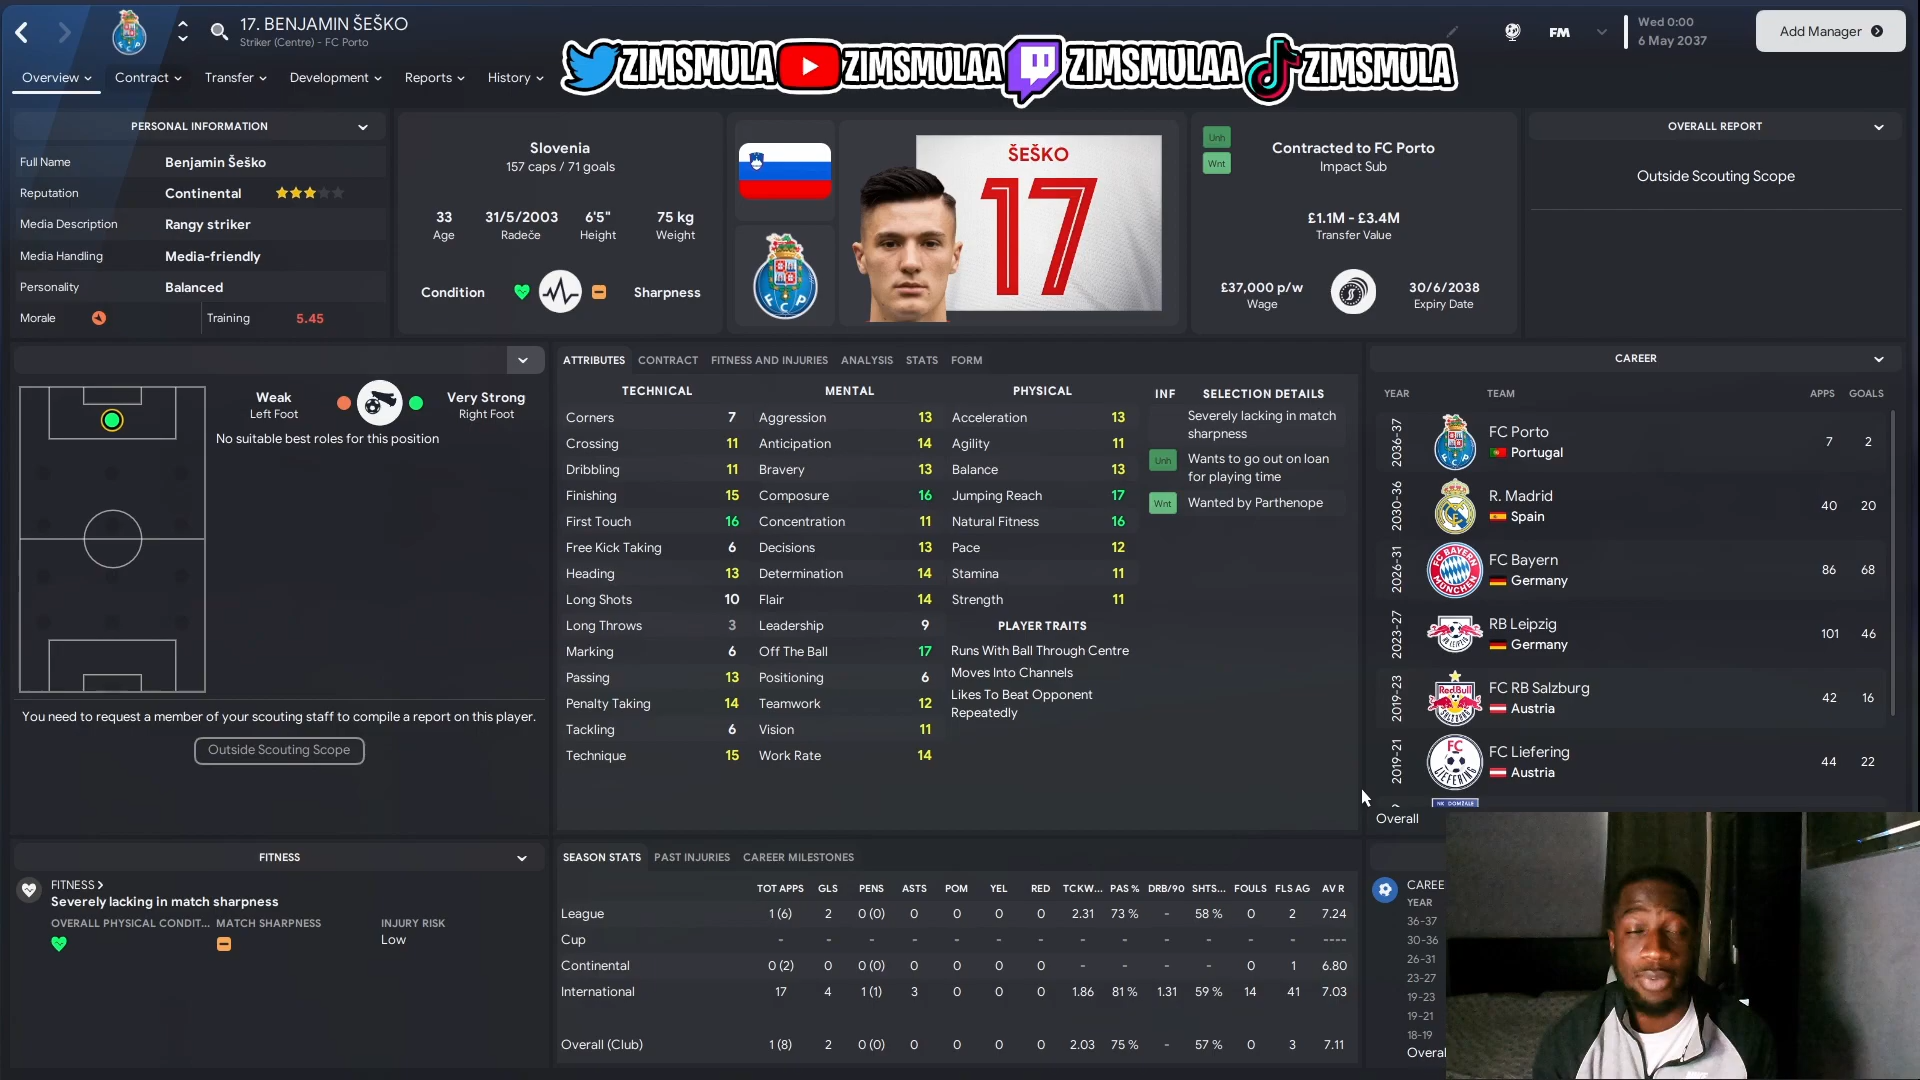 17. BENJAMIN ŠEŠKO
Striker (Centre) - FC Porto
FM
Wed 0:00
6 May 2037
Add Manager
Overview
Contract
Transfer
Development
Reports
History
ZIMSMULA
ZIMSMULAA
ZIMSMULAA
ZIMSMULA
PERSONAL INFORMATION
Full Name Benjamin Šeško
Reputation Continental
Media Description Rangy striker
Media Handling Media-friendly
Personality Balanced
Morale
Training 5.45
Slovenia
157 caps / 71 goals
33 31/5/2003 6'5" 75 kg
Age Radeče Height Weight
Condition Sharpness
FCP
ŠEŠKO
17
Unh
Wnt
Contracted to FC Porto
Impact Sub
£1.1M - £3.4M
Transfer Value
£37,000 p/w 30/6/2038
Wage Expiry Date
OVERALL REPORT
Outside Scouting Scope
Weak Very Strong
Left Foot Right Foot
No suitable best roles for this position
You need to request a member of your scouting staff to compile a report on this player.
Outside Scouting Scope
ATTRIBUTES CONTRACT FITNESS AND INJURIES ANALYSIS STATS FORM
TECHNICAL
Corners 7
Crossing 11
Dribbling 11
Finishing 15
First Touch 16
Free Kick Taking 6
Heading 13
Long Shots 10
Long Throws 3
Marking 6
Passing 13
Penalty Taking 14
Tackling 6
Technique 15
MENTAL
Aggression 13
Anticipation 14
Bravery 13
Composure 16
Concentration 11
Decisions 13
Determination 14
Flair 14
Leadership 9
Off The Ball 17
Positioning 6
Teamwork 12
Vision 11
Work Rate 14
PHYSICAL
Acceleration 13
Agility 11
Balance 13
Jumping Reach 17
Natural Fitness 16
Pace 12
Stamina 11
Strength 11
PLAYER TRAITS
Runs With Ball Through Centre
Moves Into Channels
Likes To Beat Opponent
Repeatedly
INF SELECTION DETAILS
Severely lacking in match
sharpness
Unh Wants to go out on loan
for playing time
Wnt Wanted by Parthenope
CAREER
YEAR TEAM APPS GOALS
2036-37 FC Porto 7 2
Portugal
2030-36 R. Madrid 40 20
Spain
2026-31 FC Bayern 86 68
Germany
2023-27 RB Leipzig 101 46
Germany
2019-23 FC RB Salzburg 42 16
Austria
2019-21 FC Liefering 44 22
Austria
NK DOMŽALE
Overall
FITNESS
FITNESS
Severely lacking in match sharpness
OVERALL PHYSICAL CONDIT... MATCH SHARPNESS INJURY RISK
Low
SEASON STATS PAST INJURIES CAREER MILESTONES
TOT APPS GLS PENS ASTS POM YEL RED TCKW... PAS % DRB/90 SHTS... FOULS FLS AG AV R
League 1 (6) 2 0 (0) 0 0 0 0 2.31 73 % - 58 % 0 2 7.24
Cup - - - - - - - - - - - - - ----
Continental 0 (2) 0 0 (0) 0 0 0 0 - - - - 0 1 6.80
International 17 4 1 (1) 3 0 0 0 1.86 81 % 1.31 59 % 14 41 7.03
Overall (Club) 1 (8) 2 0 (0) 0 0 0 0 2.03 75 % - 57 % 0 3 7.11
CAREE
YEAR
36-37
30-36
26-31
23-27
19-23
19-21
18-19
Overal